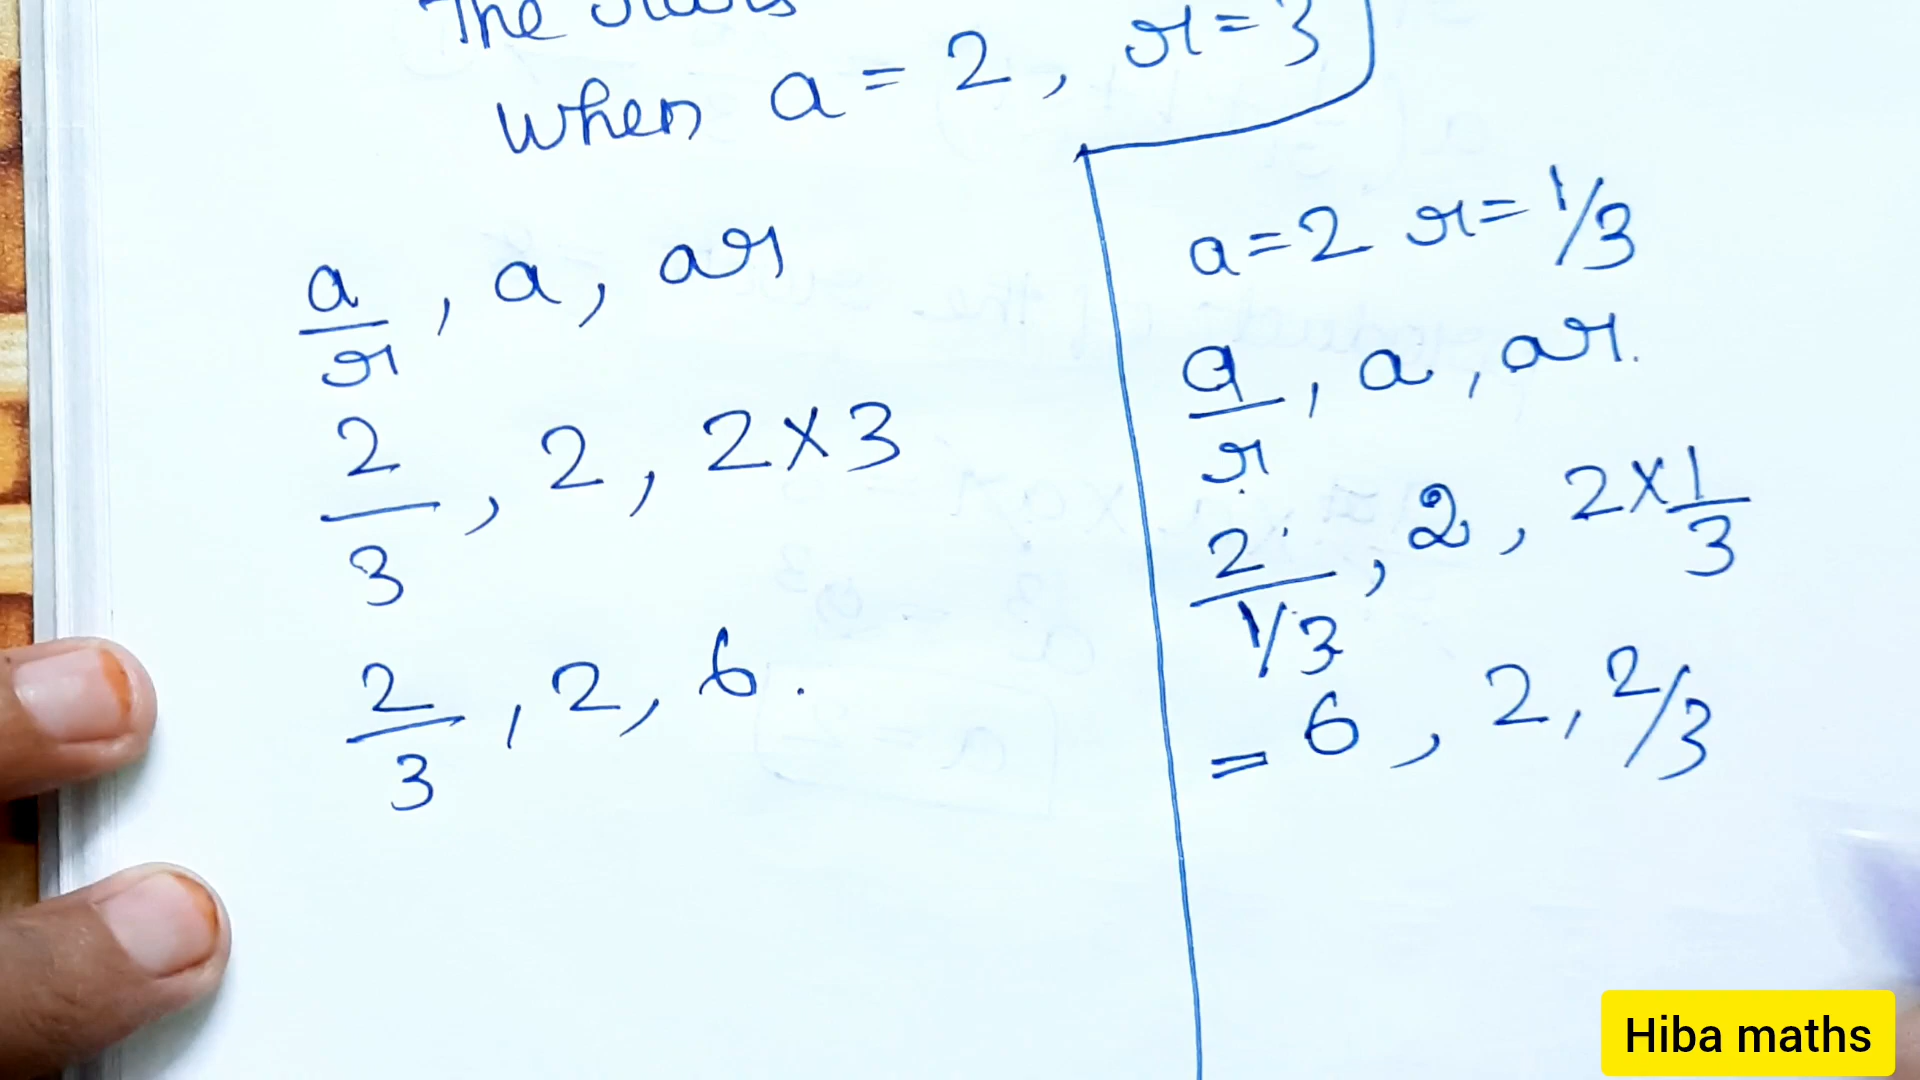 The
When a = 2, r = 3
a/r, a, ar
2/3, 2, 2×3
2/3, 2, 6.
a=2 r=1/3
a/r, a, ar.
2/1/3, 2, 2×1/3
= 6, 2, 2/3
Hiba maths